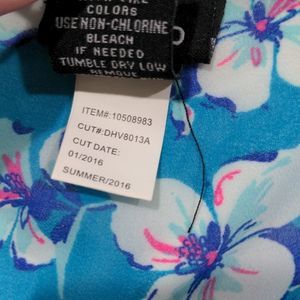 COLORS
USE NON-CHLORINE
BLEACH
IF NEEDED
TUMBLE DRY LOW
REMOVE
ITEM#:10508983
CUT#:DHV8013A
CUT DATE:
01/2016
SUMMER/2016